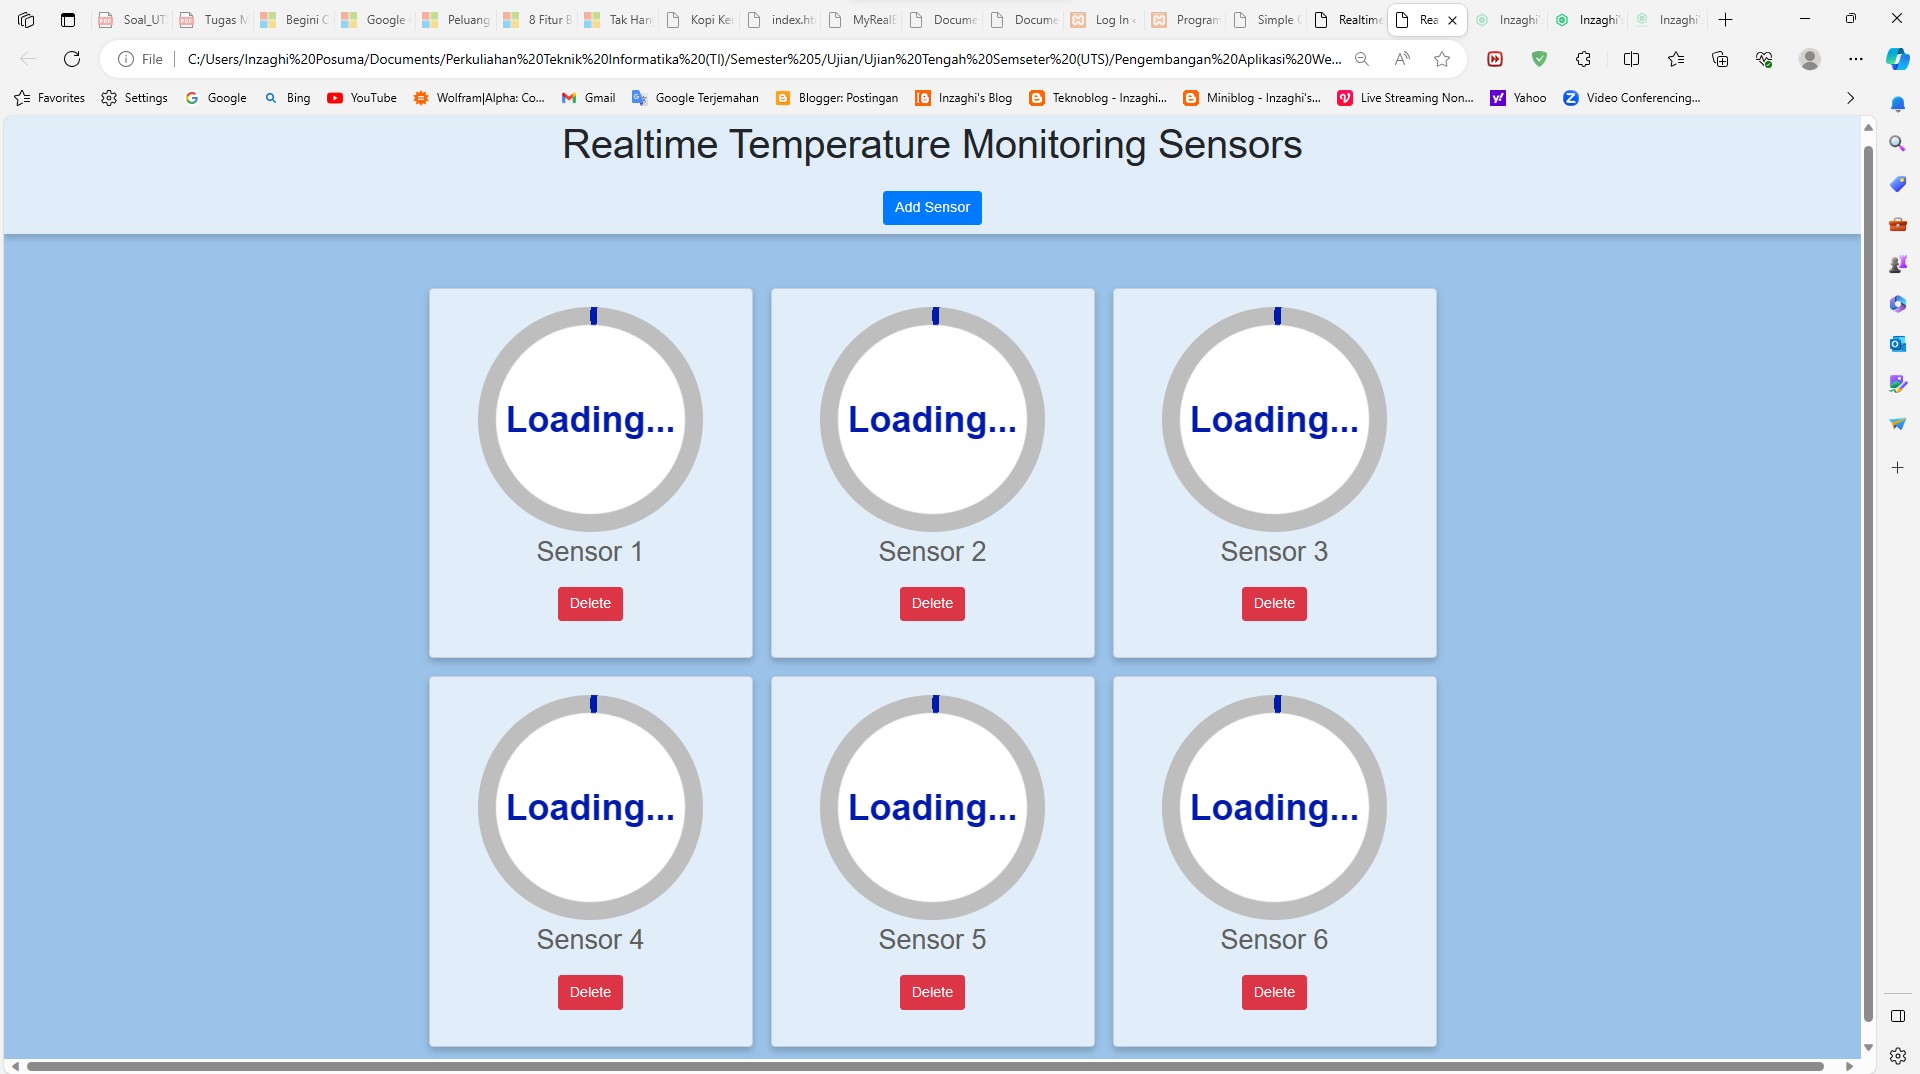 Soal_UT
Tugas M
Begini C
Google
Peluang
8 Fitur B
Tak Han
Kopi Ke
index.ht
MyRealE
Docume
Docume
Log In
Program
Simple
Realtime
Rea
Inzaghi'
Inzaghi'
Inzaghi'
File
C:/Users/Inzaghi%20Posuma/Documents/Perkuliahan%20Teknik%20Informatika%20(TI)/Semester%205/Ujian/Ujian%20Tengah%20Semseter%20(UTS)/Pengembangan%20Aplikasi%20We...
Favorites
Settings
Google
Bing
YouTube
Wolfram|Alpha: Co...
Gmail
Google Terjemahan
Blogger: Postingan
Inzaghi's Blog
Teknoblog - Inzaghi...
Miniblog - Inzaghi's...
Live Streaming Non...
Yahoo
Video Conferencing...
Realtime Temperature Monitoring Sensors
Add Sensor
Loading...
Sensor 1
Delete
Loading...
Sensor 2
Delete
Loading...
Sensor 3
Delete
Loading...
Sensor 4
Delete
Loading...
Sensor 5
Delete
Loading...
Sensor 6
Delete